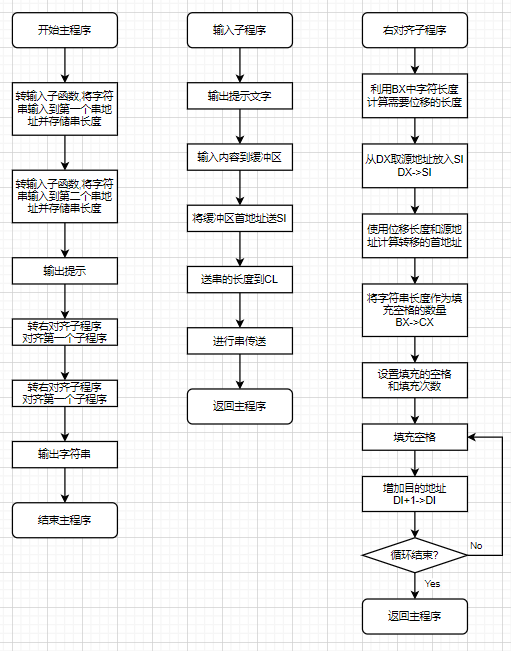 开始主程序
转输入子函数,将字符
串输入到第一个串地
址并存储串长度
转输入子函数,将字符
串输入到第二个串地
址并存储串长度
输出提示
转右对齐子程序
对齐第一个子程序
转右对齐子程序
对齐第一个子程序
输出字符串
结束主程序
输入子程序
输出提示文字
输入内容到缓冲区
将缓冲区首地址送SI
送串的长度到CL
进行串传送
返回主程序
右对齐子程序
利用BX中字符长度
计算需要位移的长度
从DX取源地址放入SI
DX->SI
使用位移长度和源地
址计算转移的首地址
将字符串长度作为填
充空格的数量
BX->CX
设置填充的空格
和填充次数
填充空格
增加目的地址
DI+1->DI
循环结束?
No
Yes
返回主程序